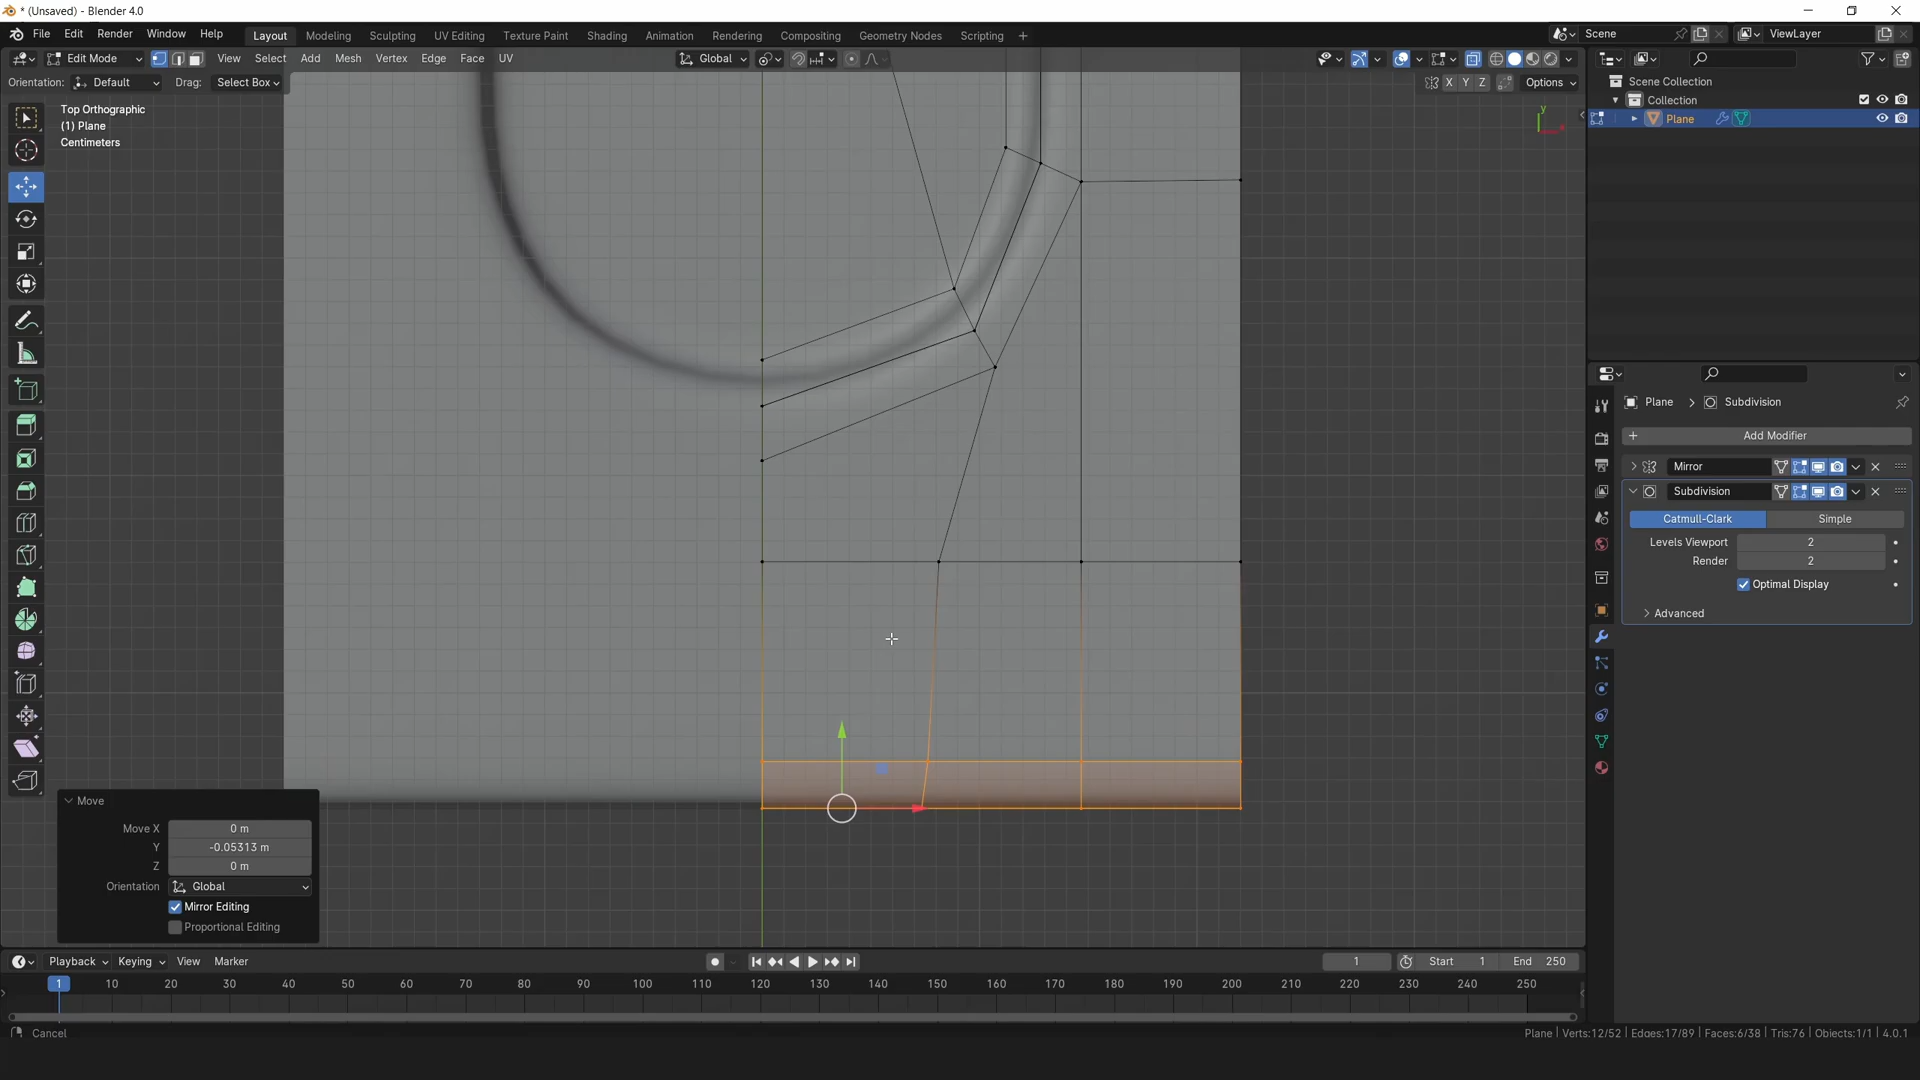 * (Unsaved) - Blender 4.0
File Edit Render Window Help Layout Modeling Sculpting UV Editing Texture Paint Shading Animation Rendering Compositing Geometry Nodes Scripting + Scene ViewLayer
Edit Mode View Select Add Mesh Vertex Edge Face UV Global
Orientation: Default Drag: Select Box X Y Z Options
Top Orthographic
(1) Plane
Centimeters
y
Scene Collection
Collection
Plane
Plane > Subdivision
+ Add Modifier
Mirror
Subdivision
Catmull-Clark Simple
Levels Viewport 2
Render 2
Optimal Display
> Advanced
Move
Move X 0 m
Y -0.05313 m
Z 0 m
Orientation Global
Mirror Editing
Proportional Editing
Playback Keying View Marker 1 Start 1 End 250
1 10 20 30 40 50 60 70 80 90 100 110 120 130 140 150 160 170 180 190 200 210 220 230 240 250
Cancel Plane | Verts:12/52 | Edges:17/89 | Faces:6/38 | Tris:76 | Objects:1/1 | 4.0.1